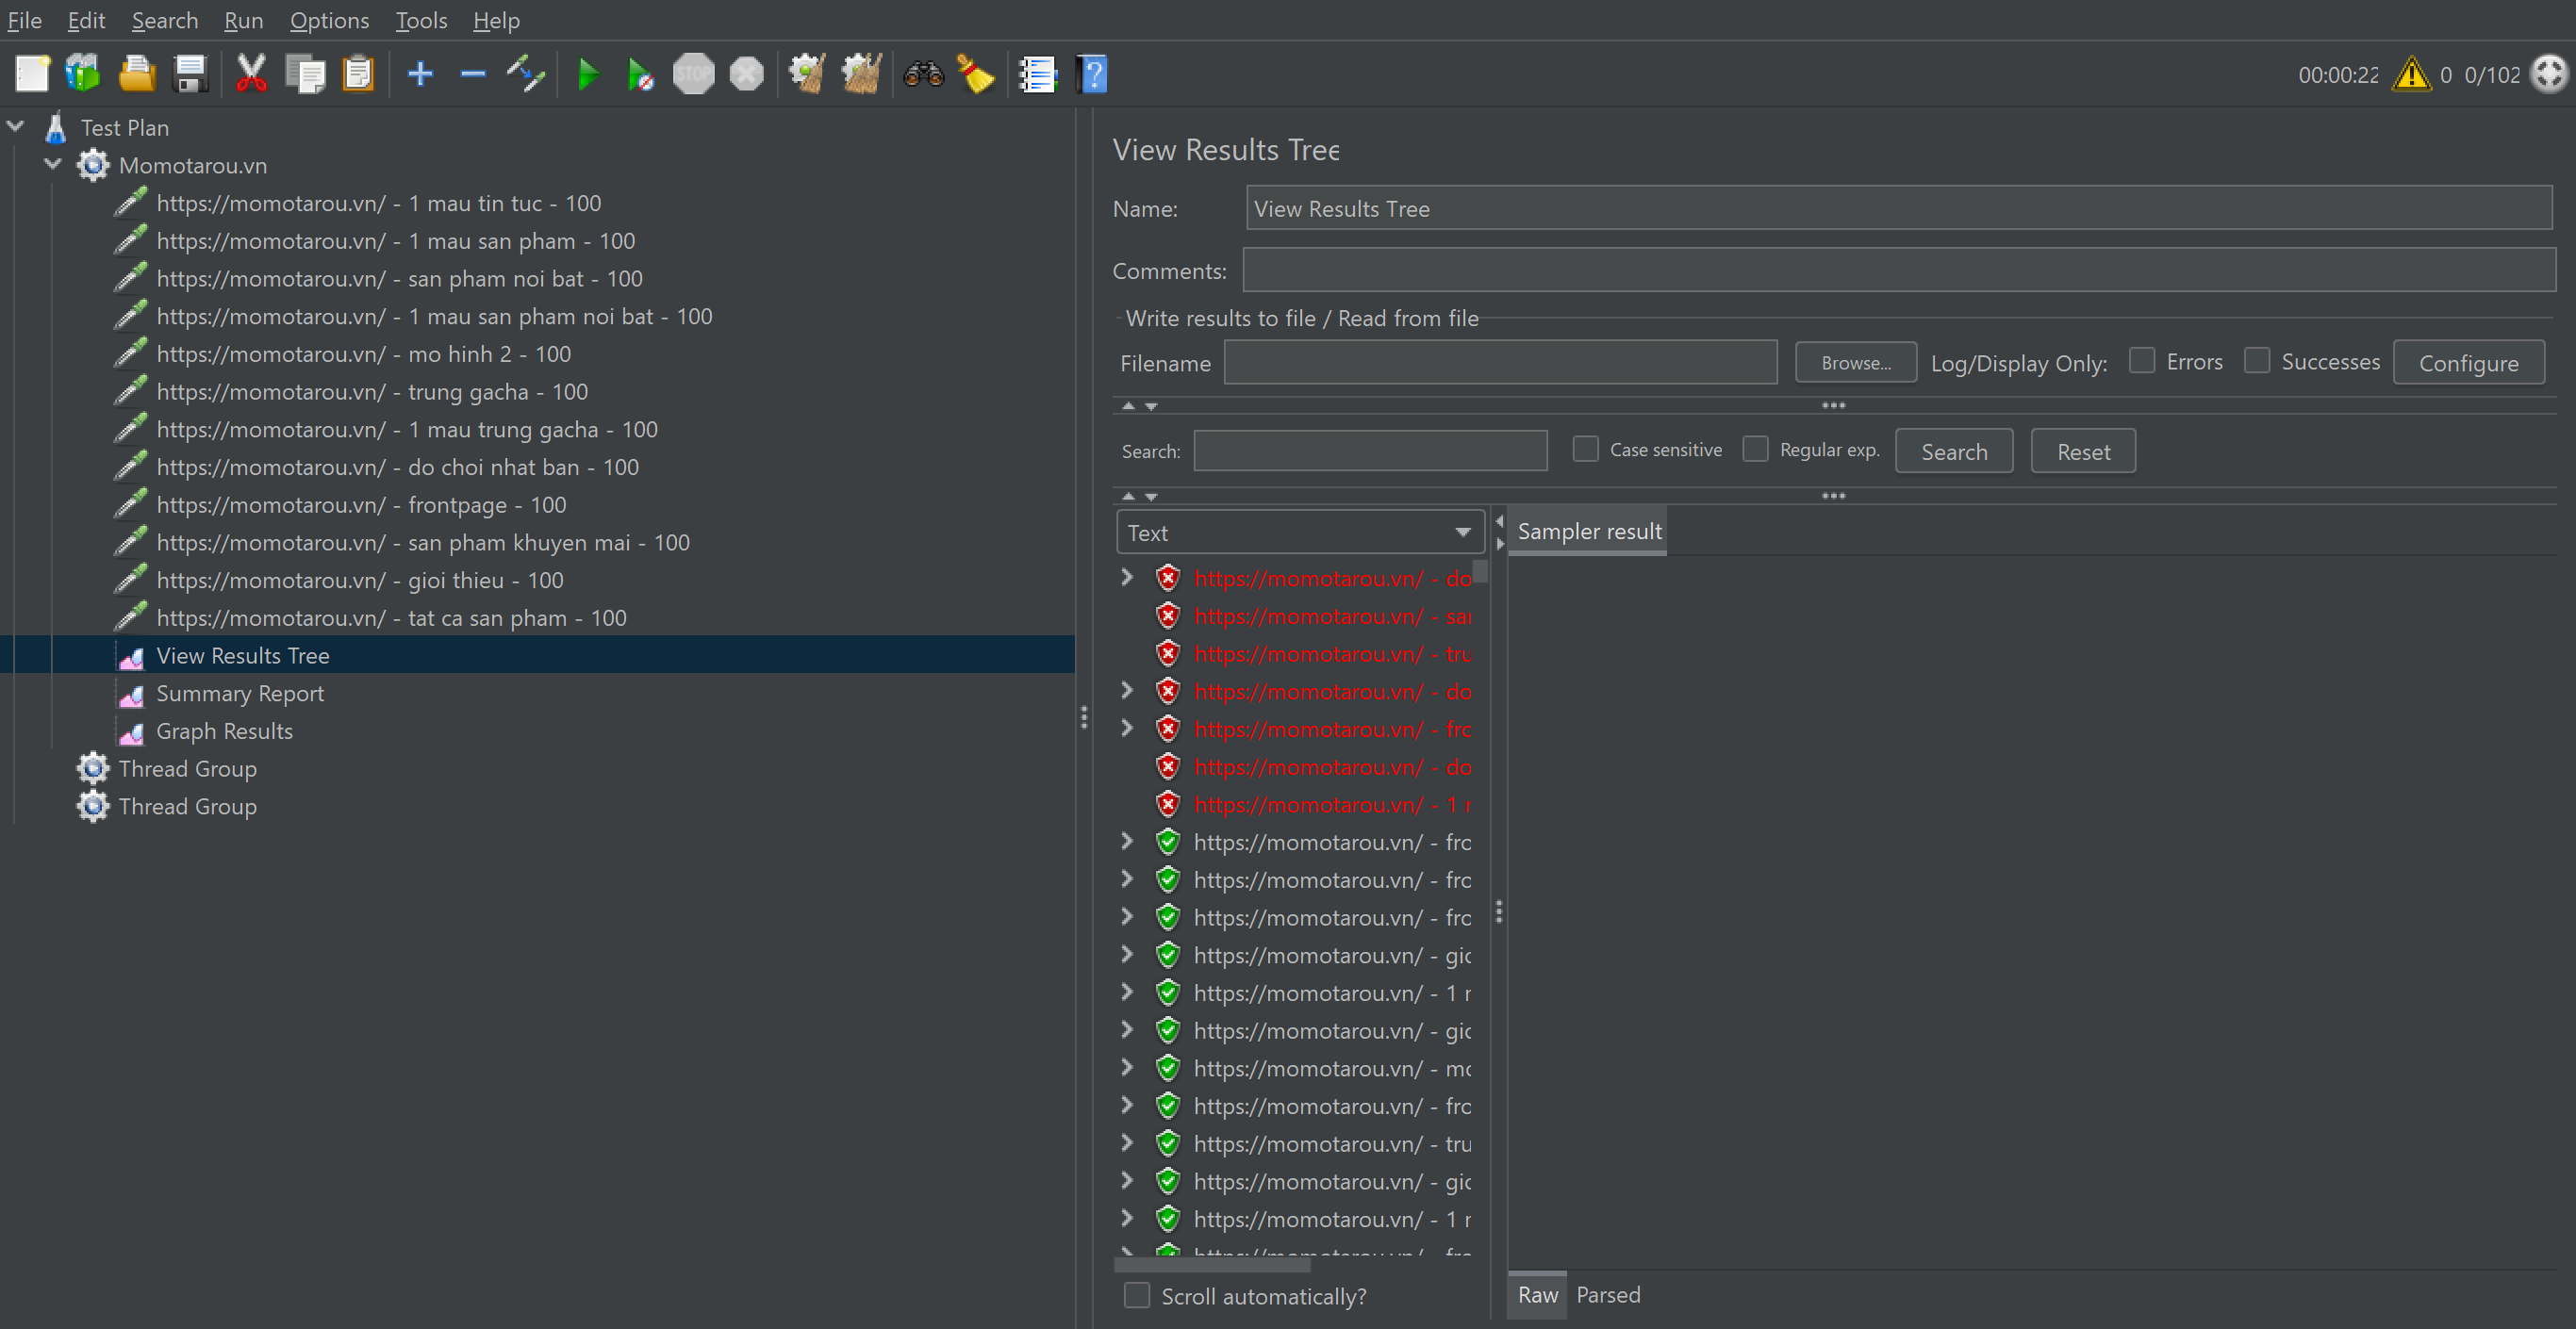 File Edit Search Run Options Tools Help
STOP
00:00:22 0 0/102
Test Plan
Momotarou.vn
https://momotarou.vn/ - 1 mau tin tuc - 100
https://momotarou.vn/ - 1 mau san pham - 100
https://momotarou.vn/ - san pham noi bat - 100
https://momotarou.vn/ - 1 mau san pham noi bat - 100
https://momotarou.vn/ - mo hinh 2 - 100
https://momotarou.vn/ - trung gacha - 100
https://momotarou.vn/ - 1 mau trung gacha - 100
https://momotarou.vn/ - do choi nhat ban - 100
https://momotarou.vn/ - frontpage - 100
https://momotarou.vn/ - san pham khuyen mai - 100
https://momotarou.vn/ - gioi thieu - 100
https://momotarou.vn/ - tat ca san pham - 100
View Results Tree
Summary Report
Graph Results
Thread Group
Thread Group
View Results Tree
Name: View Results Tree
Comments:
Write results to file / Read from file
Filename Browse... Log/Display Only: Errors Successes Configure
Search: Case sensitive Regular exp. Search Reset
Text
Sampler result
https://momotarou.vn/ - do
https://momotarou.vn/ - sa
https://momotarou.vn/ - tru
https://momotarou.vn/ - do
https://momotarou.vn/ - fro
https://momotarou.vn/ - do
https://momotarou.vn/ - 1
https://momotarou.vn/ - fro
https://momotarou.vn/ - fro
https://momotarou.vn/ - fro
https://momotarou.vn/ - gio
https://momotarou.vn/ - 1
https://momotarou.vn/ - gio
https://momotarou.vn/ - mo
https://momotarou.vn/ - fro
https://momotarou.vn/ - tru
https://momotarou.vn/ - gio
https://momotarou.vn/ - 1
Scroll automatically?
Raw Parsed